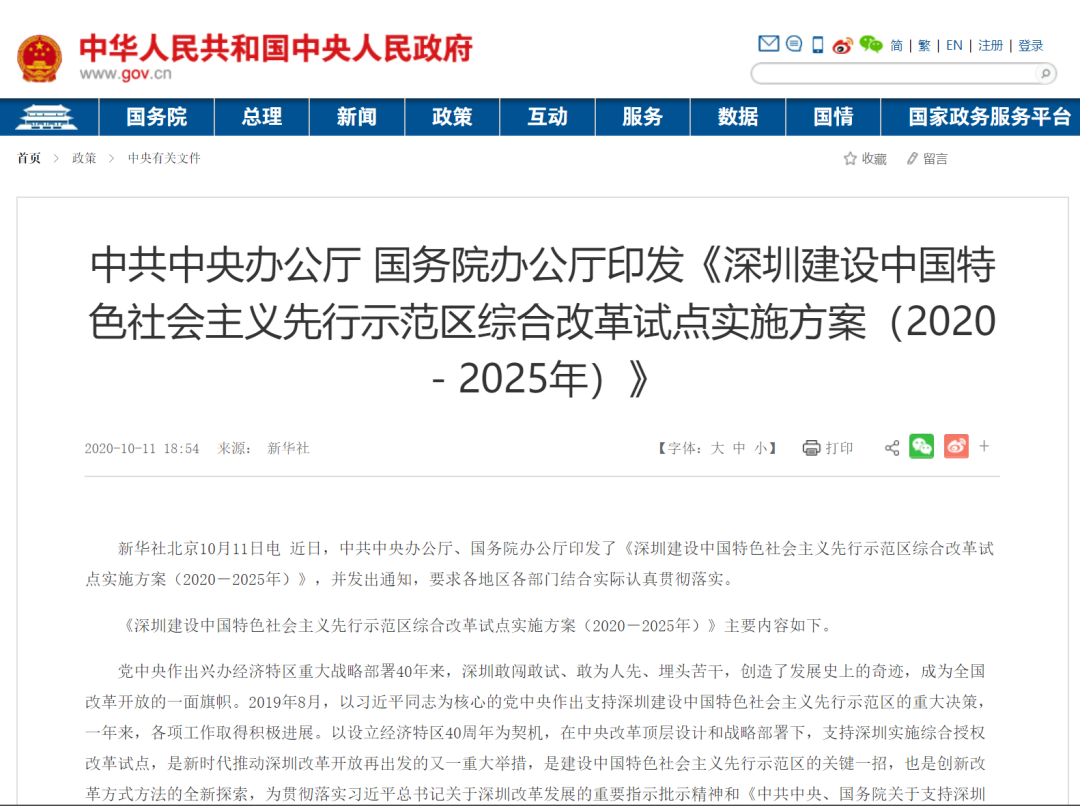 中华人民共和国中央人民政府
www.gov.cn
简 | 繁 | EN | 注册 | 登录
国务院 总理 新闻 政策 互动 服务 数据 国情 国家政务服务平台
首页 > 政策 > 中央有关文件
收藏 留言
中共中央办公厅 国务院办公厅印发《深圳建设中国特
色社会主义先行示范区综合改革试点实施方案（2020
－2025年）》
2020-10-11 18:54 来源： 新华社
【字体：大 中 小】 打印 +
新华社北京10月11日电 近日，中共中央办公厅、国务院办公厅印发了《深圳建设中国特色社会主义先行示范区综合改革试
点实施方案（2020－2025年）》，并发出通知，要求各地区各部门结合实际认真贯彻落实。
《深圳建设中国特色社会主义先行示范区综合改革试点实施方案（2020－2025年）》主要内容如下。
党中央作出兴办经济特区重大战略部署40年来，深圳敢闯敢试、敢为人先、埋头苦干，创造了发展史上的奇迹，成为全国
改革开放的一面旗帜。2019年8月，以习近平同志为核心的党中央作出支持深圳建设中国特色社会主义先行示范区的重大决策，
一年来，各项工作取得积极进展。以设立经济特区40周年为契机，在中央改革顶层设计和战略部署下，支持深圳实施综合授权
改革试点，是新时代推动深圳改革开放再出发的又一重大举措，是建设中国特色社会主义先行示范区的关键一招，也是创新改
革方式方法的全新探索，为贯彻落实习近平总书记关于深圳改革发展的重要指示批示精神和《中共中央、国务院关于支持深圳